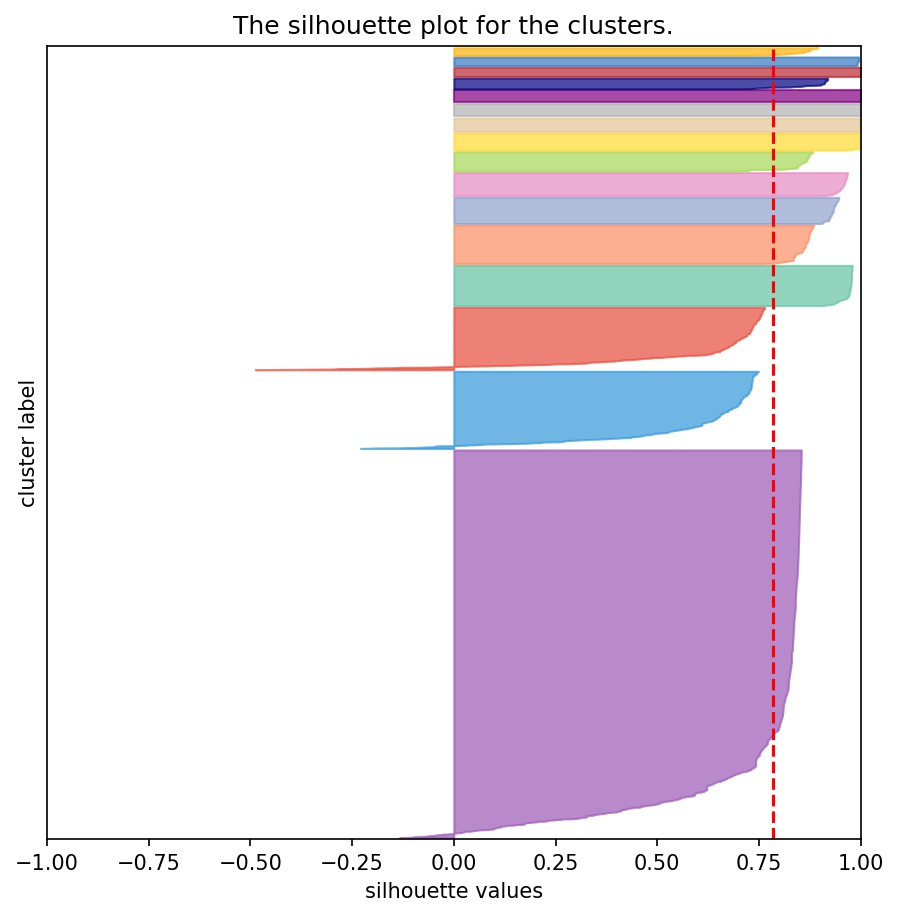 The silhouette plot for the clusters.
cluster label
−1.00 −0.75 −0.50 −0.25 0.00 0.25 0.50 0.75 1.00
silhouette values